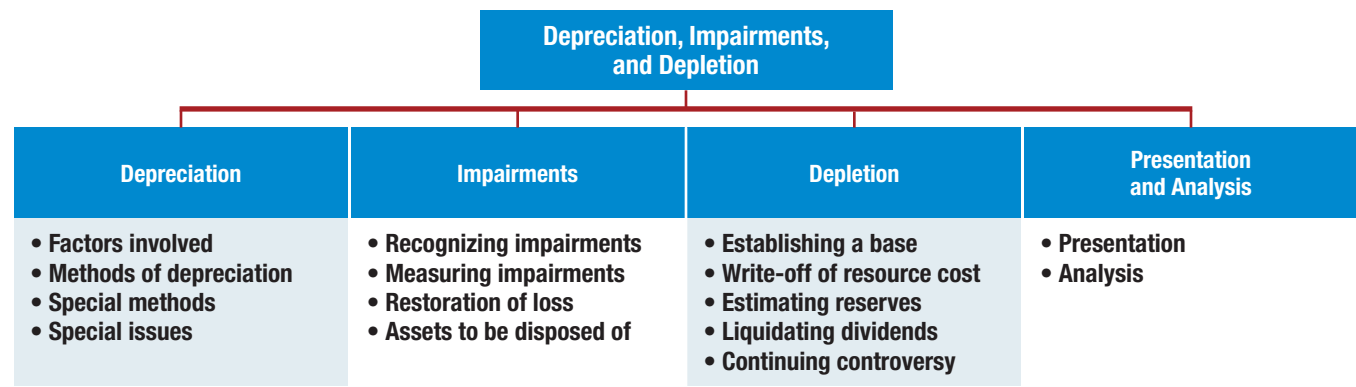 Depreciation, Impairments,
and Depletion
Depreciation
• Factors involved
• Methods of depreciation
• Special methods
• Special issues
Impairments
• Recognizing impairments
• Measuring impairments
• Restoration of loss
• Assets to be disposed of
Depletion
• Establishing a base
• Write-off of resource cost
• Estimating reserves
• Liquidating dividends
• Continuing controversy
Presentation
and Analysis
• Presentation
• Analysis